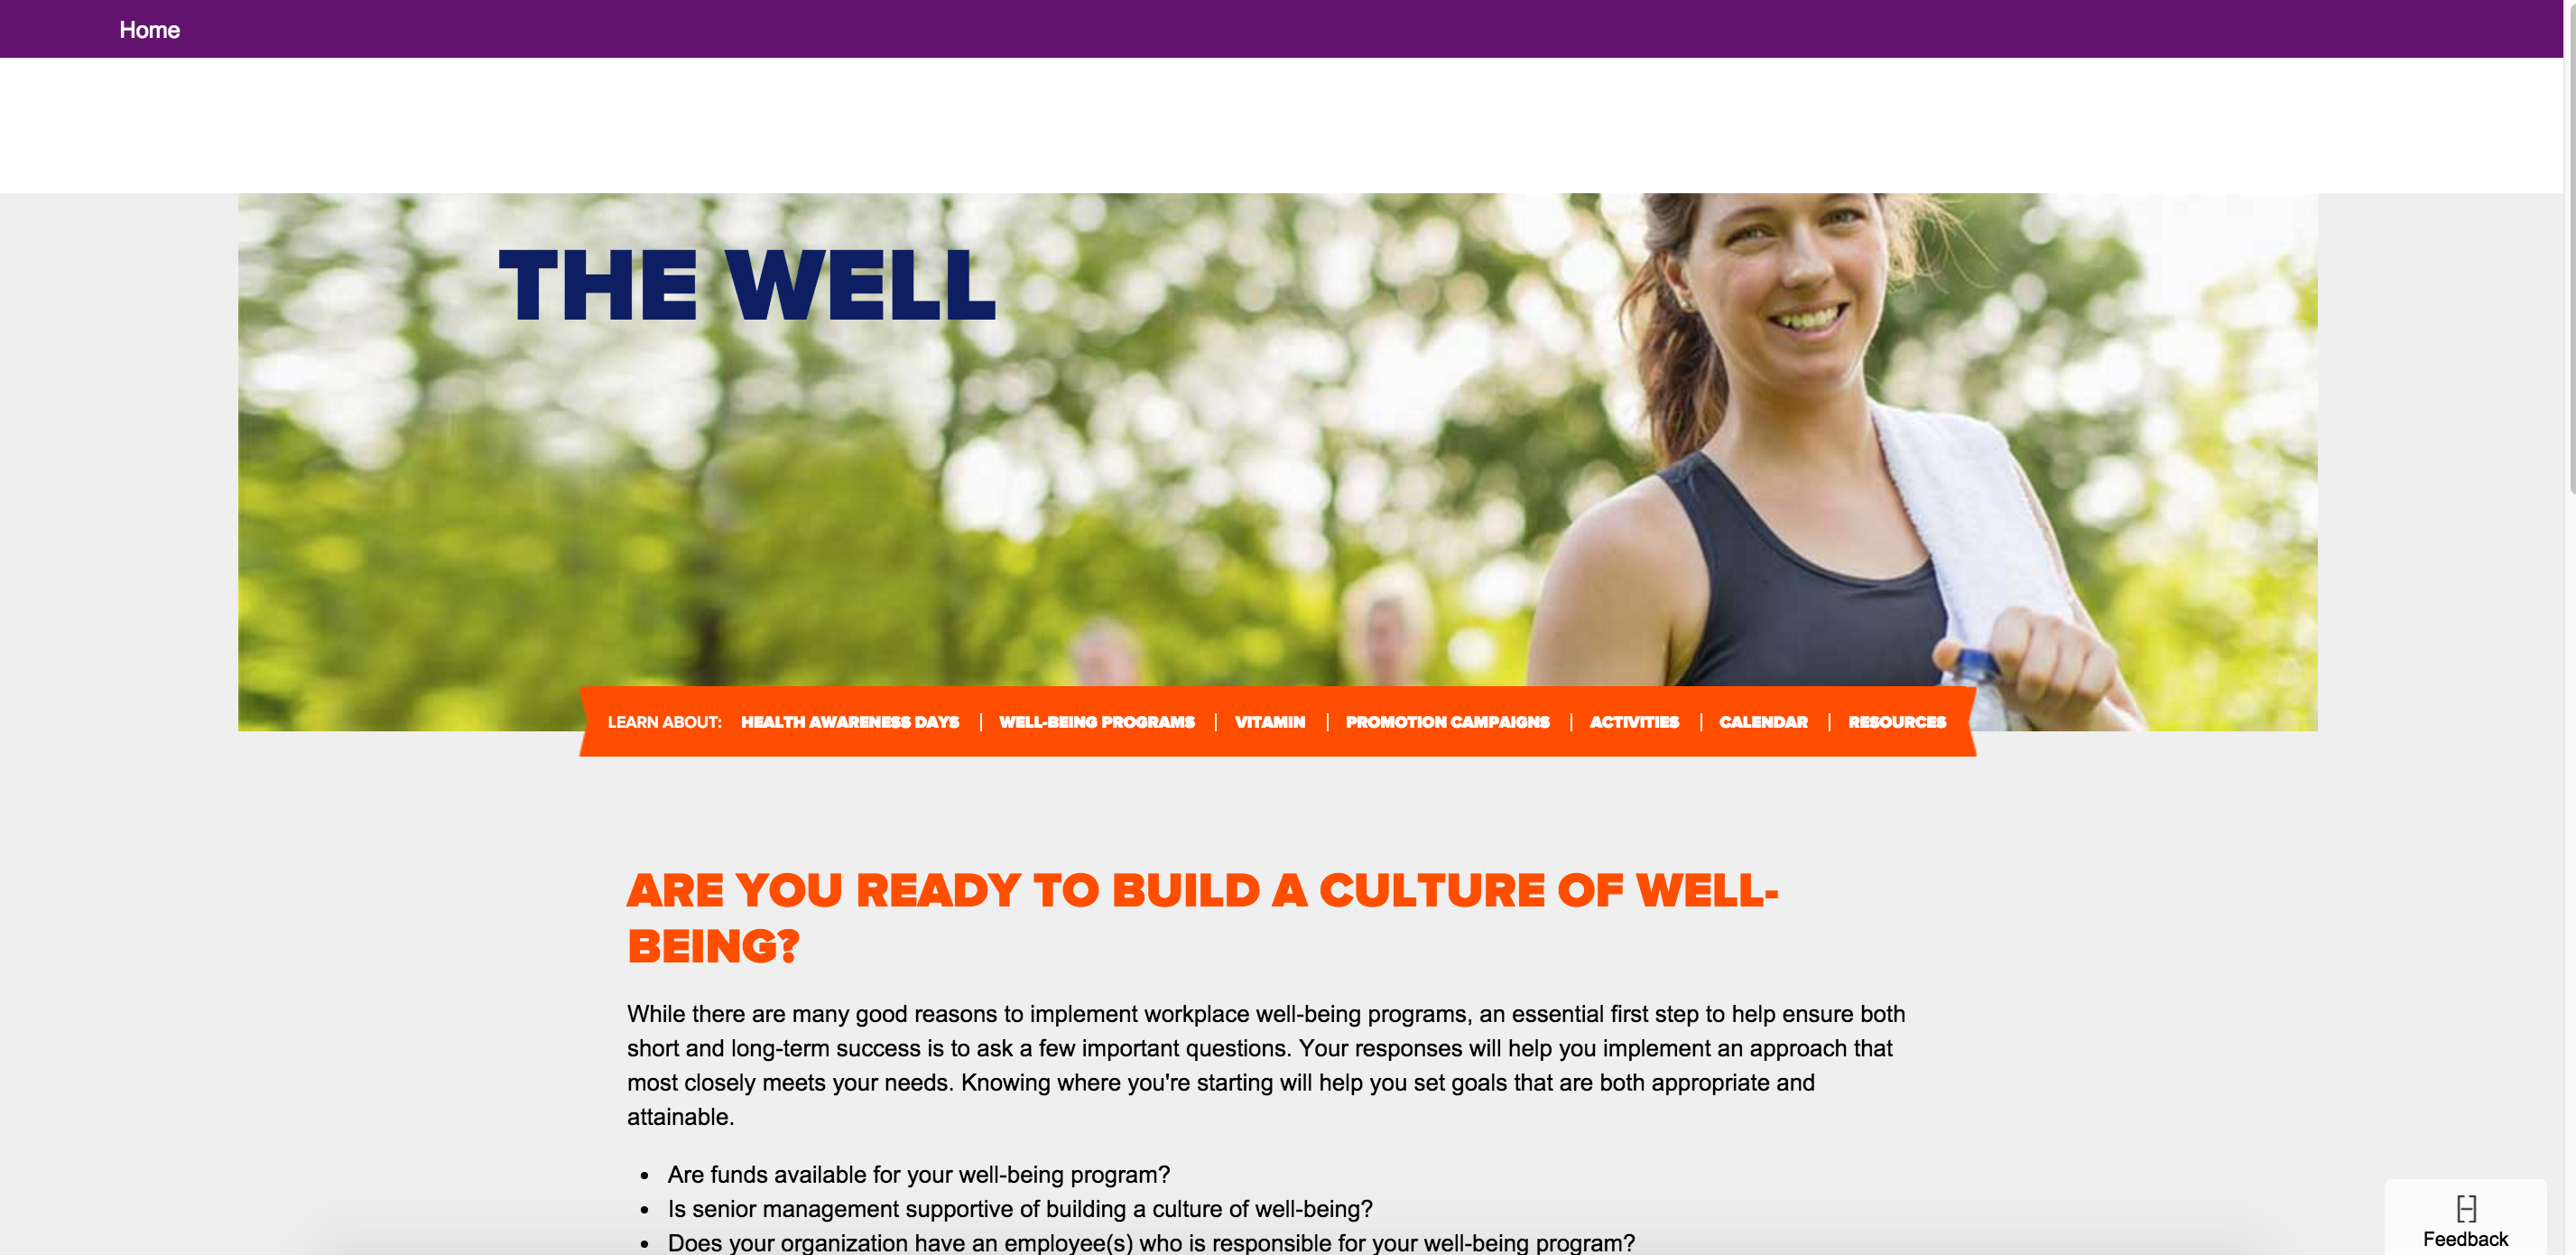 Home
THE WELL
LEARN ABOUT: HEALTH AWARENESS DAYS | WELL-BEING PROGRAMS | VITAMIN | PROMOTION CAMPAIGNS | ACTIVITIES | CALENDAR | RESOURCES
ARE YOU READY TO BUILD A CULTURE OF WELL-
BEING?
While there are many good reasons to implement workplace well-being programs, an essential first step to help ensure both
short and long-term success is to ask a few important questions. Your responses will help you implement an approach that
most closely meets your needs. Knowing where you're starting will help you set goals that are both appropriate and
attainable.
• Are funds available for your well-being program?
• Is senior management supportive of building a culture of well-being?
• Does your organization have an employee(s) who is responsible for your well-being program?
Feedback